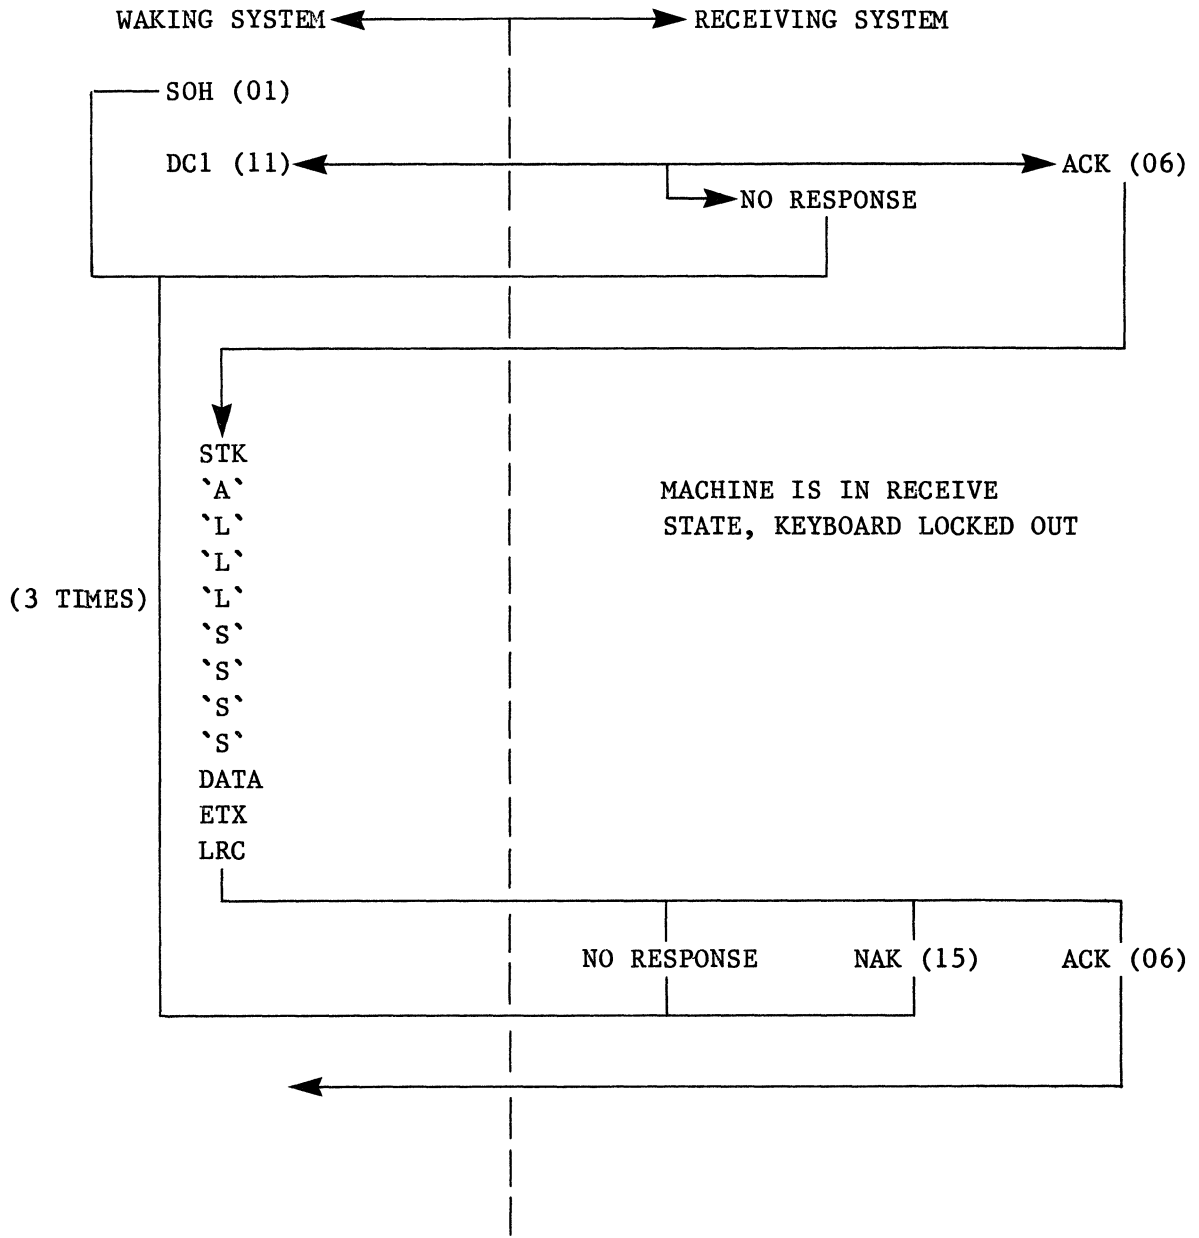 WAKING SYSTEM RECEIVING SYSTEM
SOH (01)
DC1 (11) ACK (06)
NO RESPONSE
STK
`A`
`L`
`L`
`L`
`S`
`S`
`S`
`S`
DATA
ETX
LRC
MACHINE IS IN RECEIVE
STATE, KEYBOARD LOCKED OUT
(3 TIMES)
NO RESPONSE NAK (15) ACK (06)